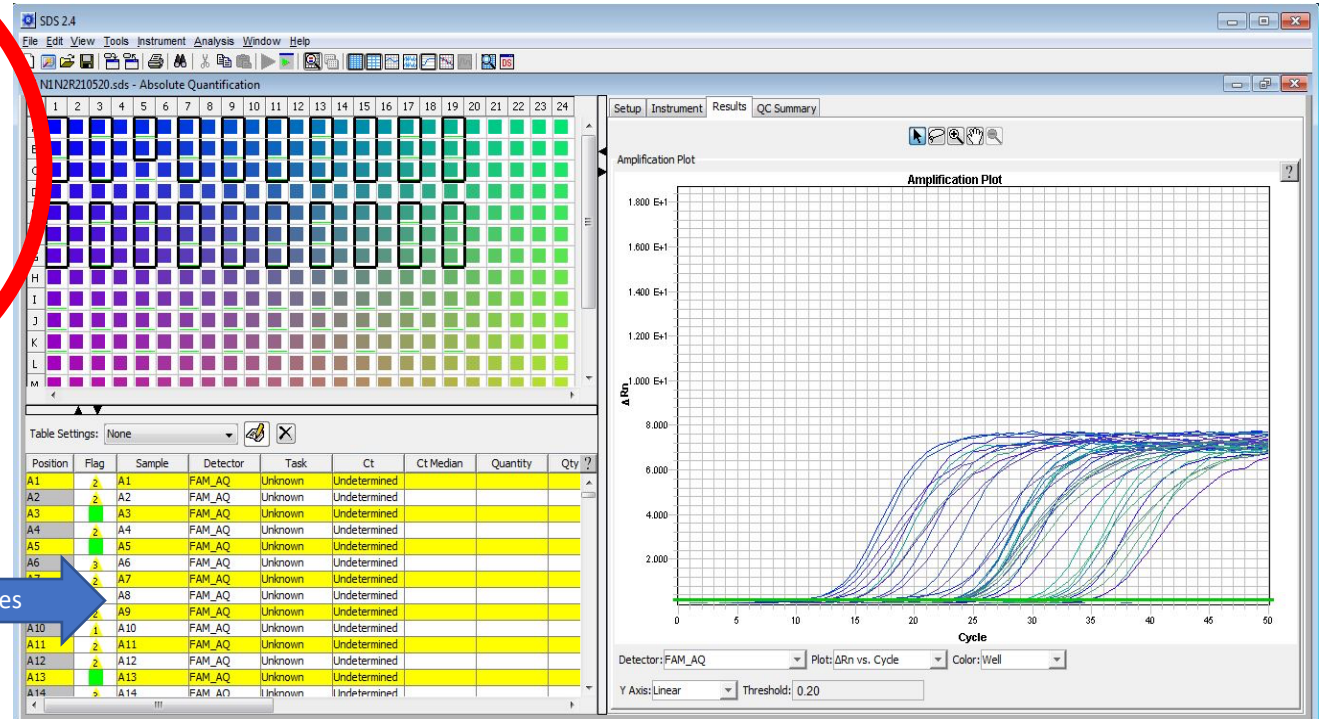 SDS 2.4
File Edit View Tools Instrument Analysis Window Help
N1N2R210520.sds - Absolute Quantification
1 2 3 4 5 6 7 8 9 10 11 12 13 14 15 16 17 18 19 20 21 22 23 24
H
I
J
K
L
M
Table Settings: None
Position Flag Sample Detector Task Ct Ct Median Quantity Qty ?
A1 2 A1 FAM_AQ Unknown Undetermined
A2 2 A2 FAM_AQ Unknown Undetermined
A3 A3 FAM_AQ Unknown Undetermined
A4 2 A4 FAM_AQ Unknown Undetermined
A5 A5 FAM_AQ Unknown Undetermined
A6 3 A6 FAM_AQ Unknown Undetermined
A7 2 A7 FAM_AQ Unknown Undetermined
A8 FAM_AQ Unknown Undetermined
A9 FAM_AQ Unknown Undetermined
A10 1 A10 FAM_AQ Unknown Undetermined
A11 2 A11 FAM_AQ Unknown Undetermined
A12 2 A12 FAM_AQ Unknown Undetermined
A13 A13 FAM_AQ Unknown Undetermined
A14 2 A14 FAM_AQ Unknown Undetermined
es
Setup Instrument Results QC Summary
Amplification Plot
?
Amplification Plot
1.800 E+1
1.600 E+1
1.400 E+1
1.200 E+1
1.000 E+1
8.000
6.000
4.000
2.000
Δ Rn
0 5 10 15 20 25 30 35 40 45 50
Cycle
Detector: FAM_AQ Plot: ΔRn vs. Cycle Color: Well
Y Axis: Linear Threshold: 0.20